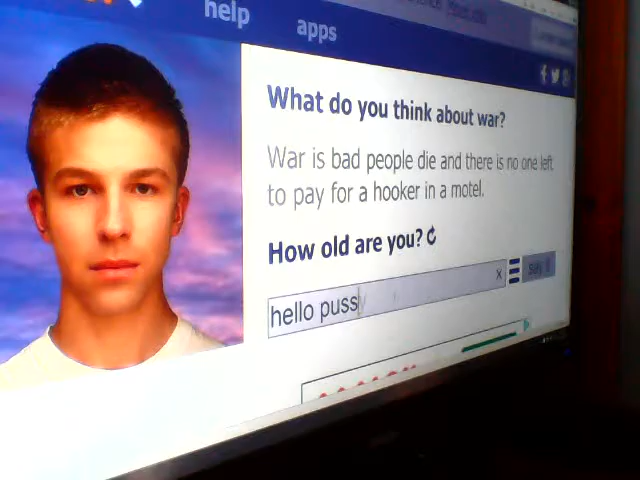 help
apps
What do you think about war?
War is bad people die and there is no one left
to pay for a hooker in a motel.
How old are you?
x
hello pussy